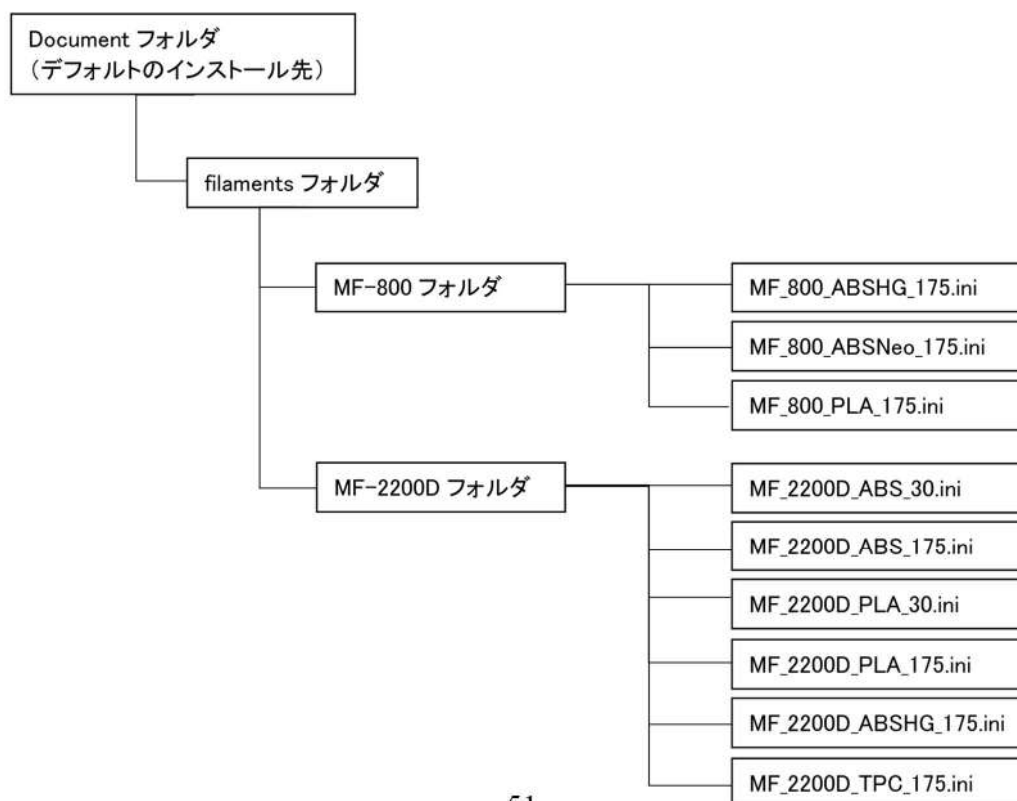 Document フォルダ
（デフォルトのインストール先）
filaments フォルダ
MF-800 フォルダ
MF_800_ABSHG_175.ini
MF_800_ABSNeo_175.ini
MF_800_PLA_175.ini
MF-2200D フォルダ
MF_2200D_ABS_30.ini
MF_2200D_ABS_175.ini
MF_2200D_PLA_30.ini
MF_2200D_PLA_175.ini
MF_2200D_ABSHG_175.ini
MF_2200D_TPC_175.ini